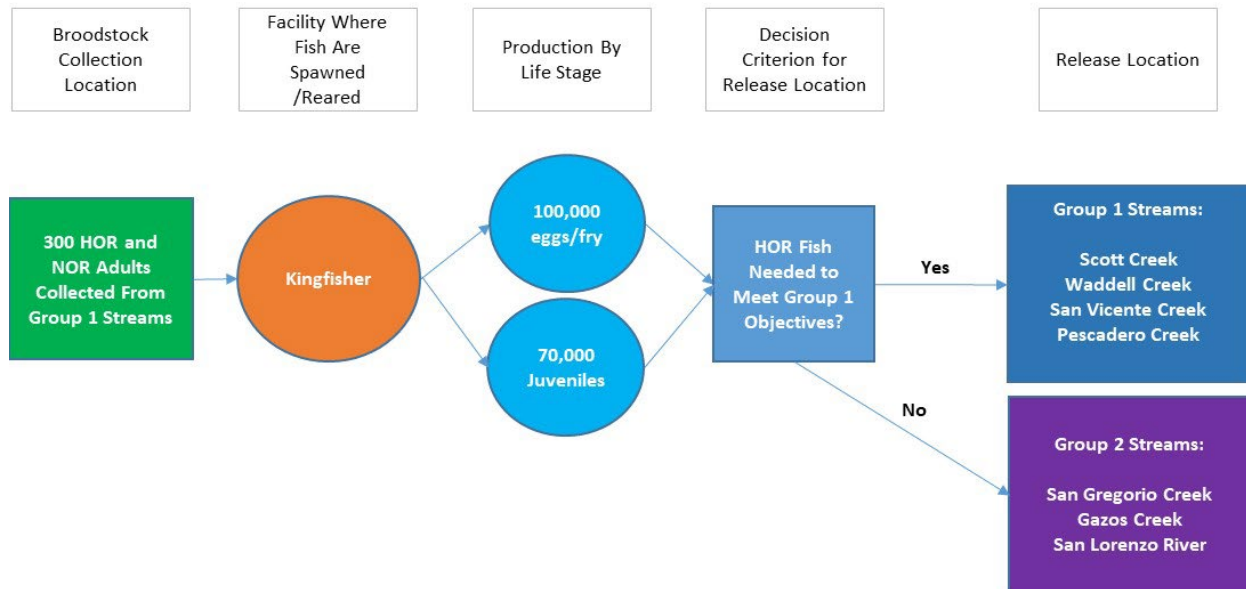 Broodstock
Collection
Location
Facility Where
Fish Are
Spawned
/Reared
Production By
Life Stage
Decision
Criterion for
Release Location
Release Location
300 HOR and
NOR Adults
Collected From
Group 1 Streams
Kingfisher
100,000
eggs/fry
70,000
Juveniles
HOR Fish
Needed to
Meet Group 1
Objectives?
Yes
No
Group 1 Streams:
Scott Creek
Waddell Creek
San Vicente Creek
Pescadero Creek
Group 2 Streams:
San Gregorio Creek
Gazos Creek
San Lorenzo River